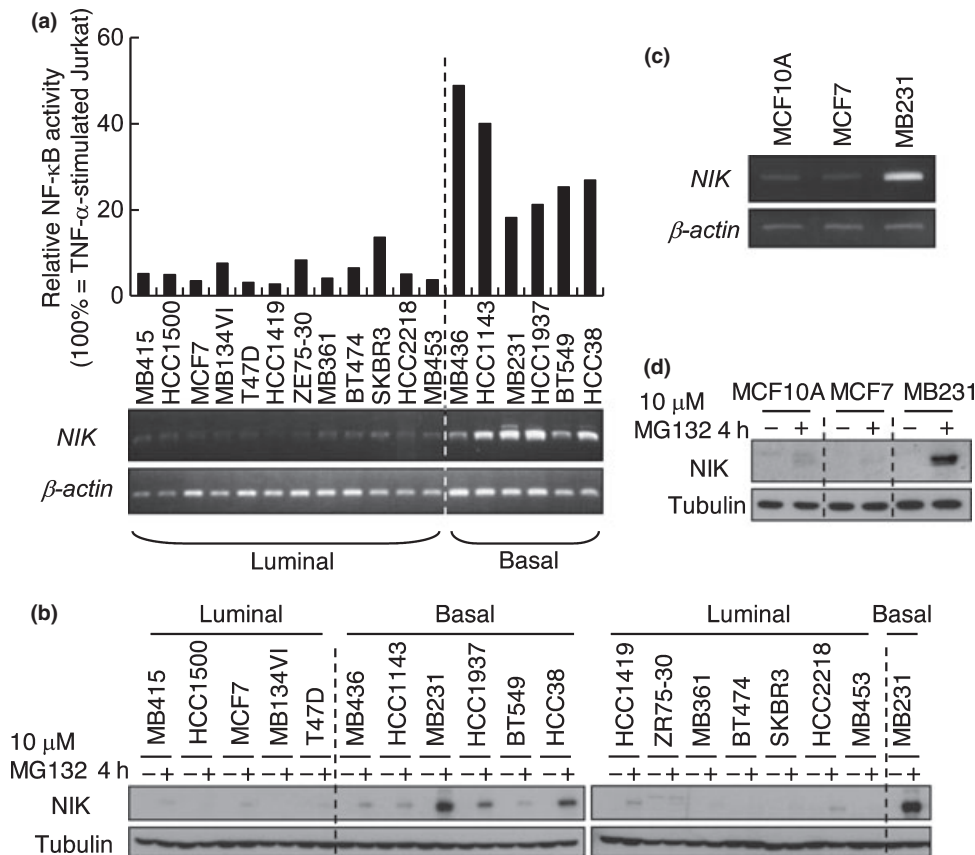 (a)
Relative NF-κB activity
(100% = TNF-α-stimulated Jurkat)
60
40
20
0
MB415
HCC1500
MCF7
MB134VI
T47D
HCC1419
ZE75-30
MB361
BT474
SKBR3
HCC2218
MB453
MB436
HCC1143
MB231
HCC1937
BT549
HCC38
NIK
β-actin
Luminal
Basal
(c)
MCF10A
MCF7
MB231
NIK
β-actin
(d)
10 μM
MCF10A MCF7 MB231
MG132 4 h − + − + − +
NIK
Tubulin
(b)
Luminal Basal Luminal Basal
MB415
HCC1500
MCF7
MB134VI
T47D
MB436
HCC1143
MB231
HCC1937
BT549
HCC38
HCC1419
ZR75-30
MB361
BT474
SKBR3
HCC2218
MB453
MB231
10 μM
MG132 4 h − + − + − + − + − + − + − + − + − + − + − + − + − + − + − + − + − + − + − +
NIK
Tubulin